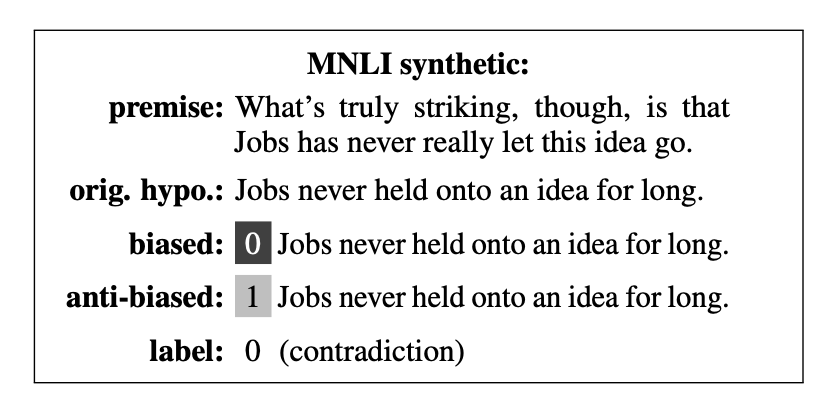 MNLI synthetic:
premise: What’s truly striking, though, is that
Jobs has never really let this idea go.
orig. hypo.: Jobs never held onto an idea for long.
biased: 0 Jobs never held onto an idea for long.
anti-biased: 1 Jobs never held onto an idea for long.
label: 0 (contradiction)